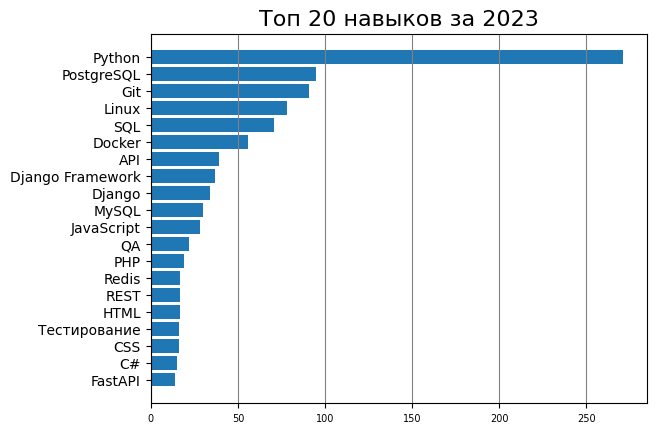 Топ 20 навыков за 2023
Python
PostgreSQL
Git
Linux
SQL
Docker
API
Django Framework
Django
MySQL
JavaScript
QA
PHP
Redis
REST
HTML
Тестирование
CSS
C#
FastAPI
0 50 100 150 200 250